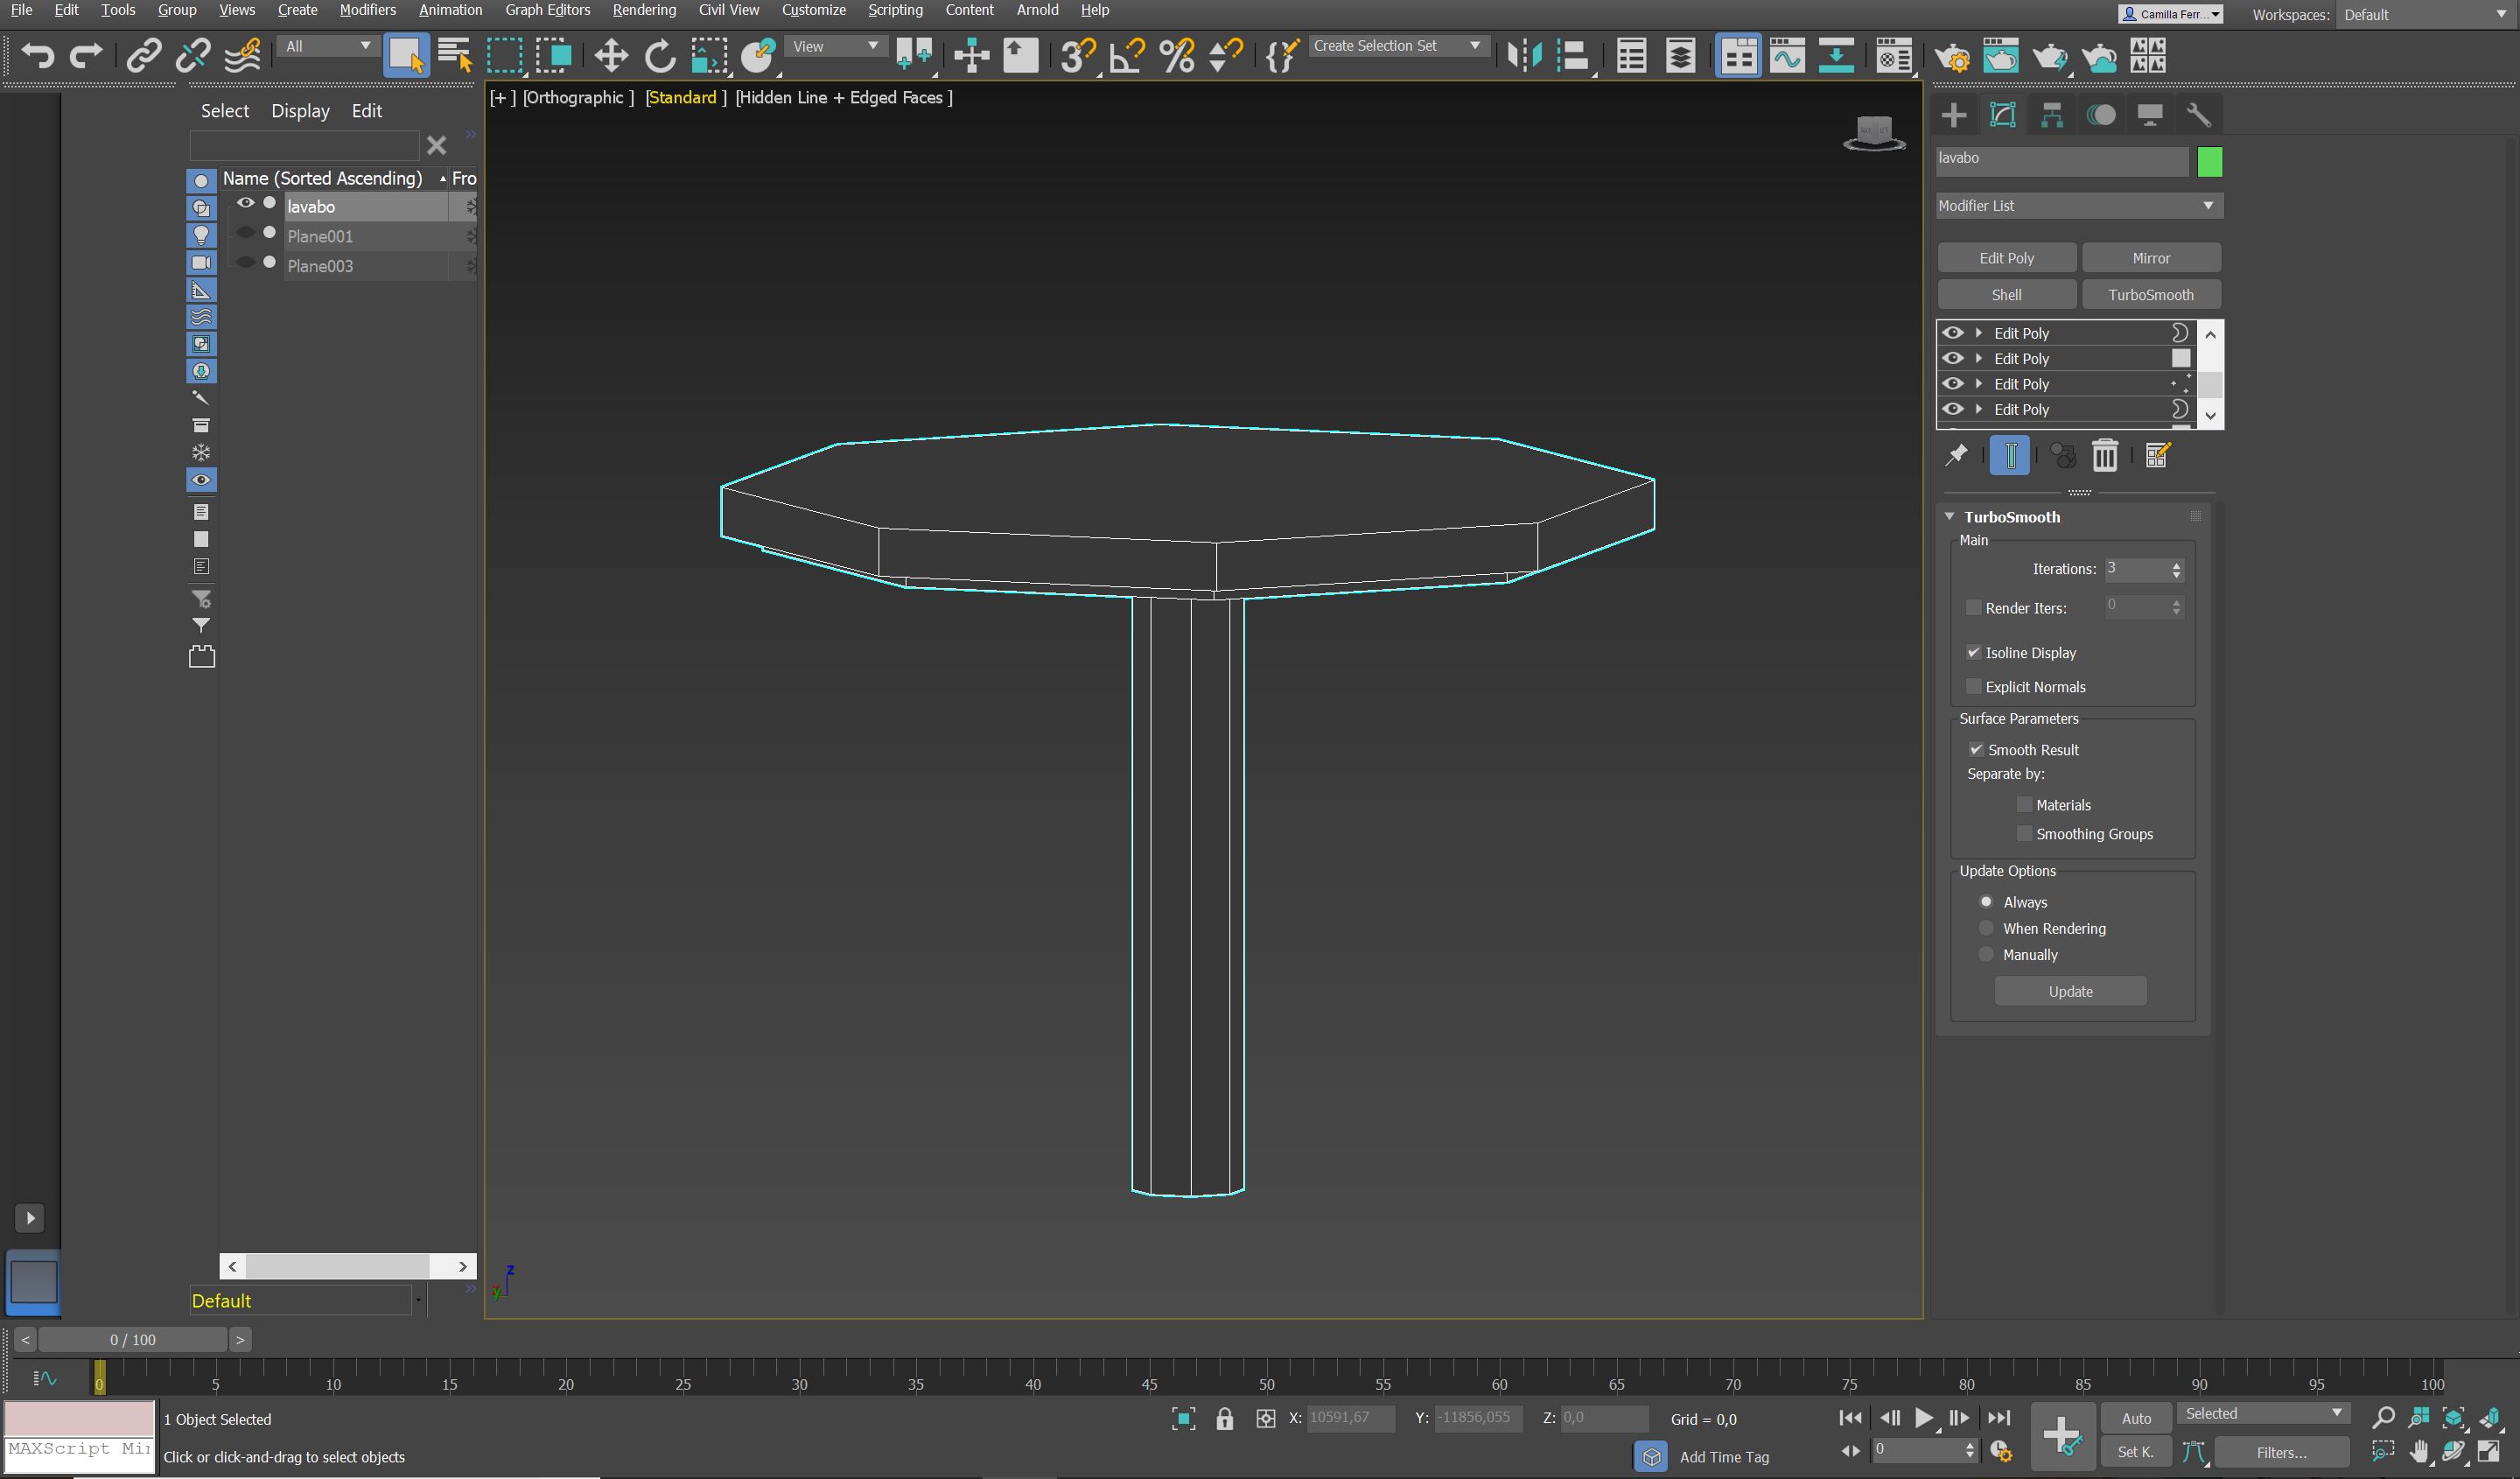 File Edit Tools Group Views Create Modifiers Animation Graph Editors Rendering Civil View Customize Scripting Content Arnold Help
Camilla Ferr...
Workspaces: Default
All
View
Create Selection Set
Select Display Edit
Name (Sorted Ascending) Fro
lavabo
Plane001
Plane003
Default
[+ ] [Orthographic ] [Standard ] [Hidden Line + Edged Faces ]
z
y
lavabo
Modifier List
Edit Poly Mirror
Shell TurboSmooth
Edit Poly
Edit Poly
Edit Poly
Edit Poly
TurboSmooth
Main
Iterations: 3
Render Iters: 0
Isoline Display
Explicit Normals
Surface Parameters
Smooth Result
Separate by:
Materials
Smoothing Groups
Update Options
Always
When Rendering
Manually
Update
< 0 / 100 >
0 5 10 15 20 25 30 35 40 45 50 55 60 65 70 75 80 85 90 95 100
1 Object Selected
X: 10591,67 Y: -11856,055 Z: 0,0 Grid = 0,0
Auto Selected
MAXScript Mi
Click or click-and-drag to select objects
Add Time Tag
0
Set K. Filters...